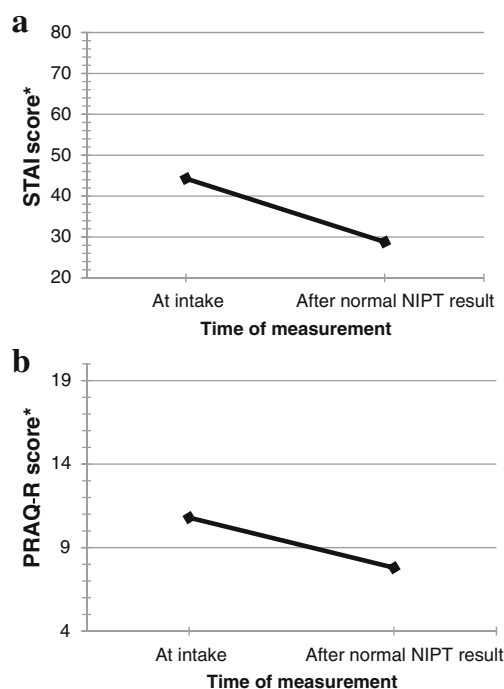 a
80
70
60
50
40
30
20
STAI score*
At intake
After normal NIPT result
Time of measurement
b
19
14
9
4
PRAQ-R score*
At intake
After normal NIPT result
Time of measurement